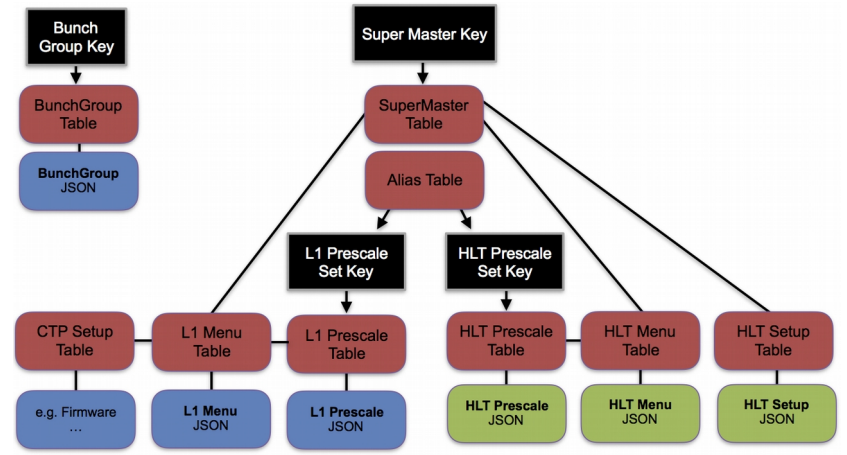 Bunch
Group Key
Super Master Key
BunchGroup
Table
SuperMaster
Table
BunchGroup
JSON
Alias Table
L1 Prescale
Set Key
HLT Prescale
Set Key
CTP Setup
Table
L1 Menu
Table
L1 Prescale
Table
HLT Prescale
Table
HLT Menu
Table
HLT Setup
Table
e.g. Firmware
...
L1 Menu
JSON
L1 Prescale
JSON
HLT Prescale
JSON
HLT Menu
JSON
HLT Setup
JSON